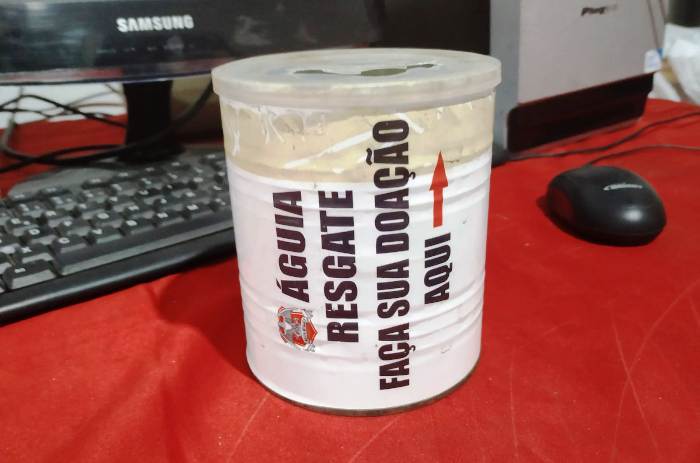 SAMSUNG
ÁGUIA
RESGATE
FAÇA SUA DOAÇÃO
AQUI